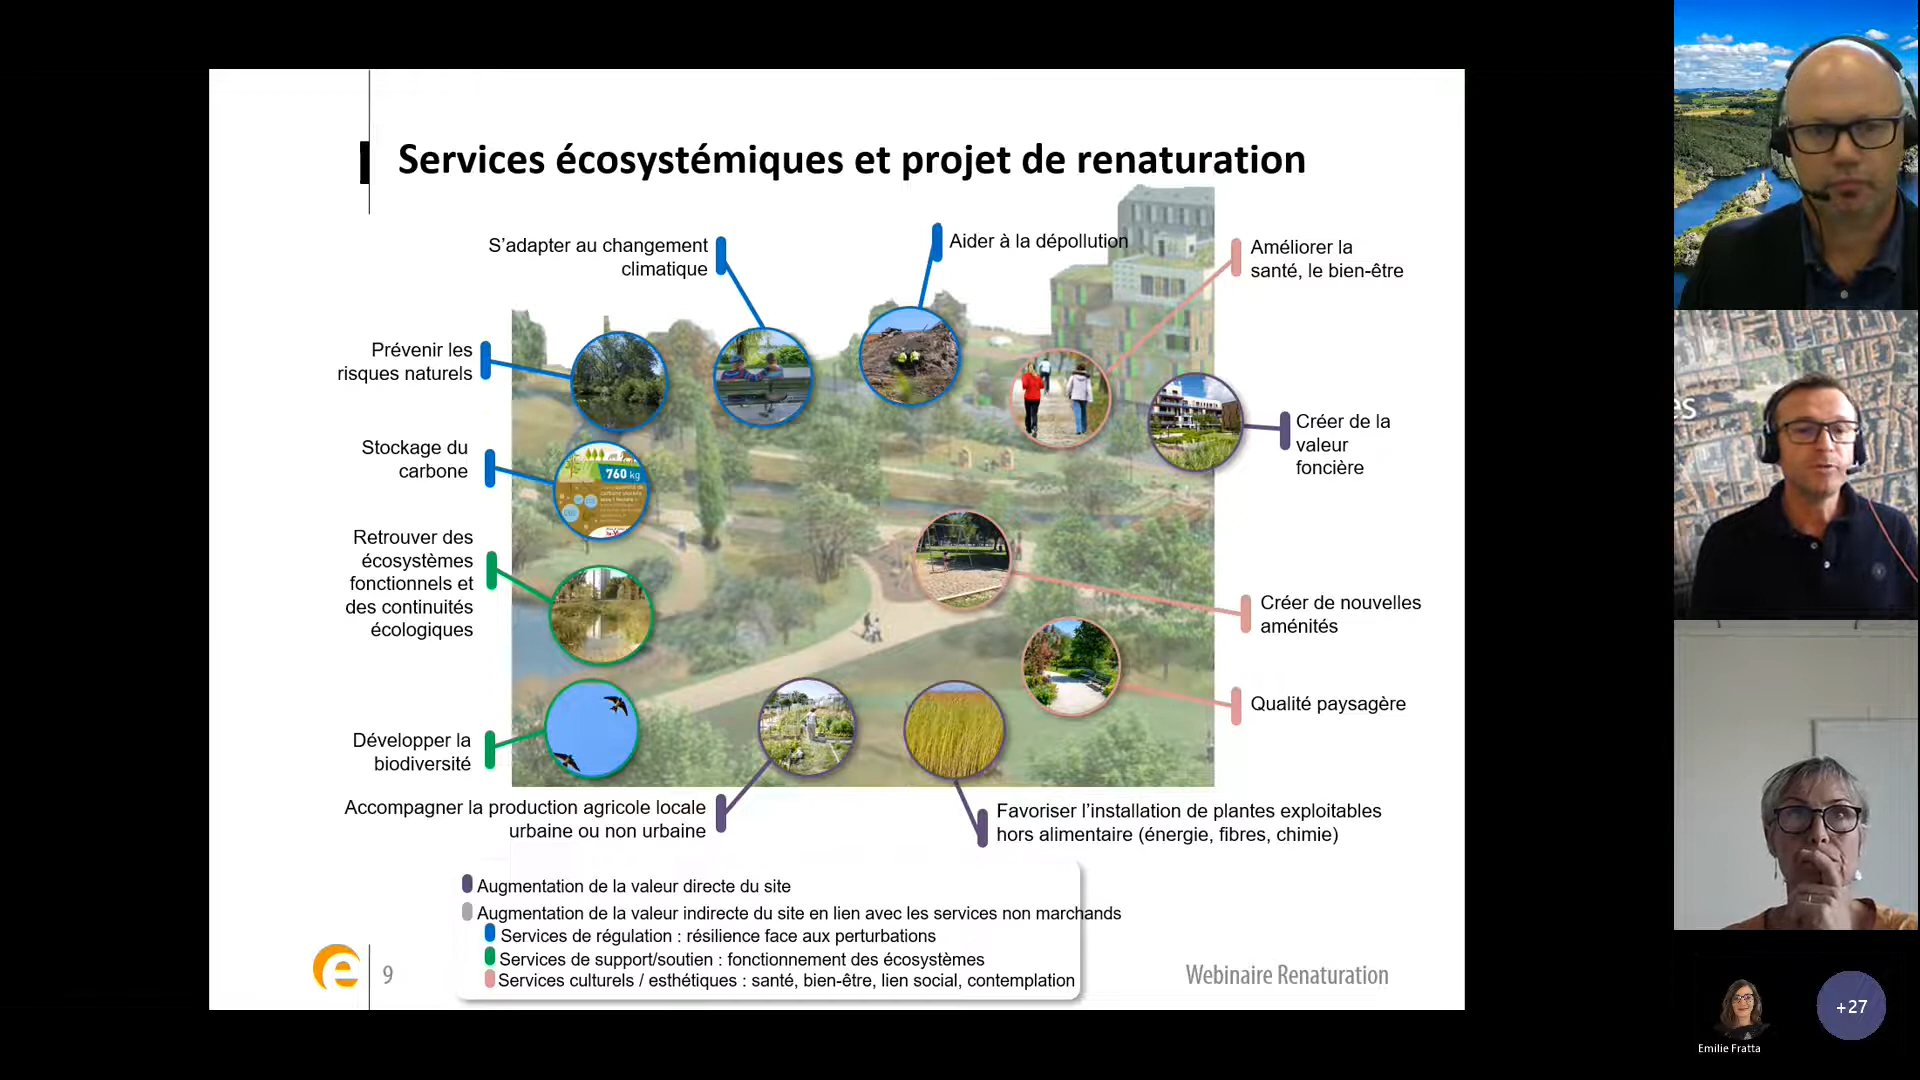 Services écosystémiques et projet de renaturation
S'adapter au changement
climatique
Aider à la dépollution
Améliorer la
santé, le bien-être
Prévenir les
risques naturels
Créer de la
valeur
foncière
Stockage du
carbone
760 kg
Retrouver des
écosystèmes
fonctionnels et
des continuités
écologiques
Créer de nouvelles
aménités
Qualité paysagère
Développer la
biodiversité
Accompagner la production agricole locale
urbaine ou non urbaine
Favoriser l'installation de plantes exploitables
hors alimentaire (énergie, fibres, chimie)
Augmentation de la valeur directe du site
Augmentation de la valeur indirecte du site en lien avec les services non marchands
Services de régulation : résilience face aux perturbations
Services de support/soutien : fonctionnement des écosystèmes
Services culturels / esthétiques : santé, bien-être, lien social, contemplation
e
9
Webinaire Renaturation
es
+27
Emilie Fratta